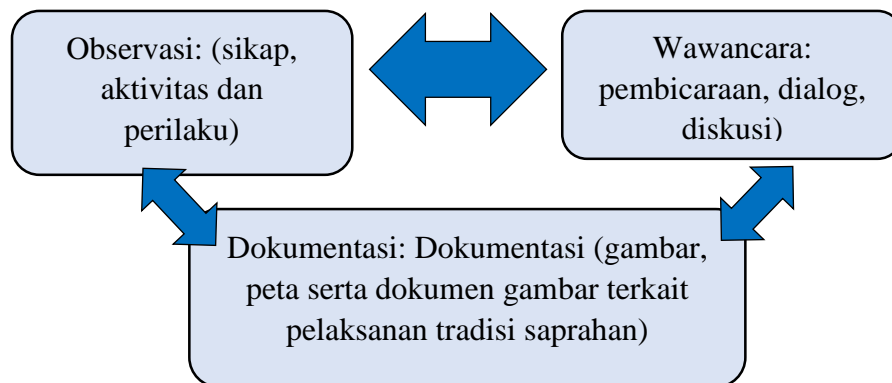 Observasi: (sikap,
aktivitas dan
perilaku)
Wawancara:
pembicaraan, dialog,
diskusi)
Dokumentasi: Dokumentasi (gambar,
peta serta dokumen gambar terkait
pelaksanan tradisi saprahan)